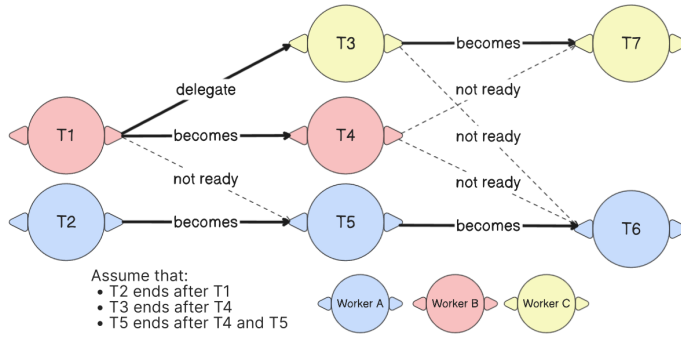 T3
becomes
T7
delegate
not ready
T1
becomes
T4
not ready
not ready
not ready
T2
becomes
T5
becomes
T6
Assume that:
• T2 ends after T1
• T3 ends after T4
• T5 ends after T4 and T5
Worker A
Worker B
Worker C